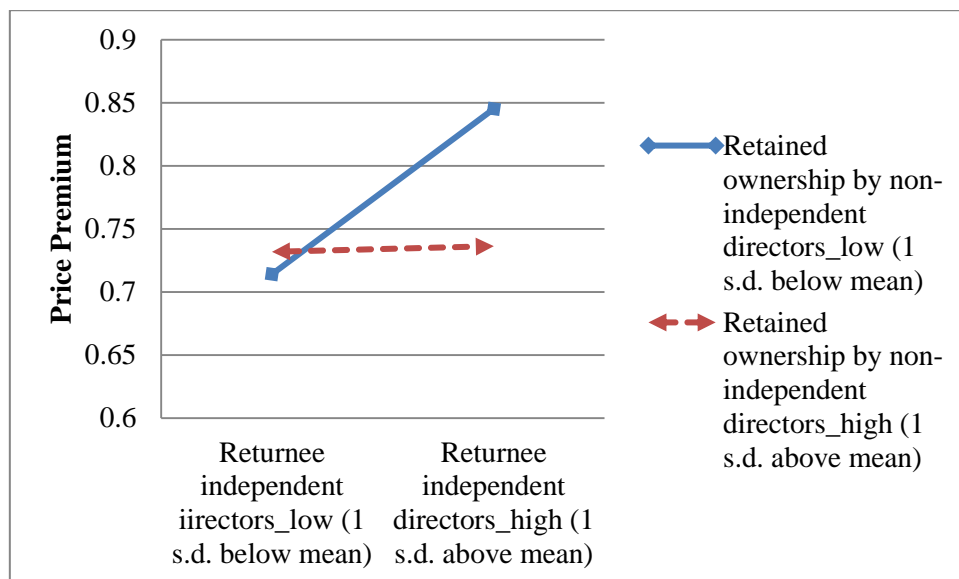 0.9
0.85
0.8
0.75
0.7
0.65
0.6
Price Premium
Returnee
independent
iirectors_low (1
s.d. below mean)
Returnee
independent
directors_high (1
s.d. above mean)
Retained
ownership by non-
independent
directors_low (1
s.d. below mean)
Retained
ownership by non-
independent
directors_high (1
s.d. above mean)